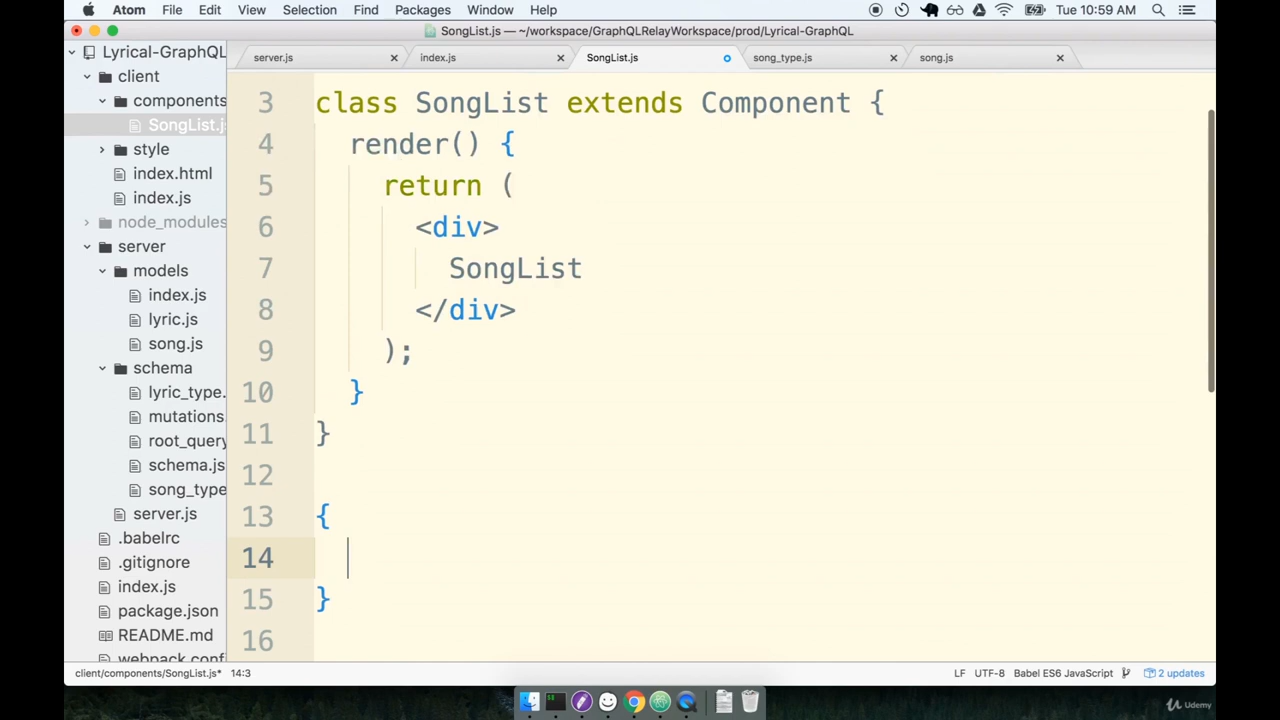 Atom File Edit View Selection Find Packages Window Help Tue 10:59 AM
SongList.js — ~/workspace/GraphQLRelayWorkspace/prod/Lyrical-GraphQL
Lyrical-GraphQL
server.js index.js SongList.js song_type.js song.js
client
components
SongList.js
style
index.html
index.js
node_modules
server
models
index.js
lyric.js
song.js
schema
lyric_type.
mutations.
root_query
schema.js
song_type
server.js
.babelrc
.gitignore
index.js
package.json
README.md
webpack.confi
3 class SongList extends Component {
4 render() {
5 return (
6 <div>
7 SongList
8 </div>
9 );
10 }
11 }
12
13 {
14
15 }
16
client/components/SongList.js* 14:3 LF UTF-8 Babel ES6 JavaScript 2 updates
Udemy